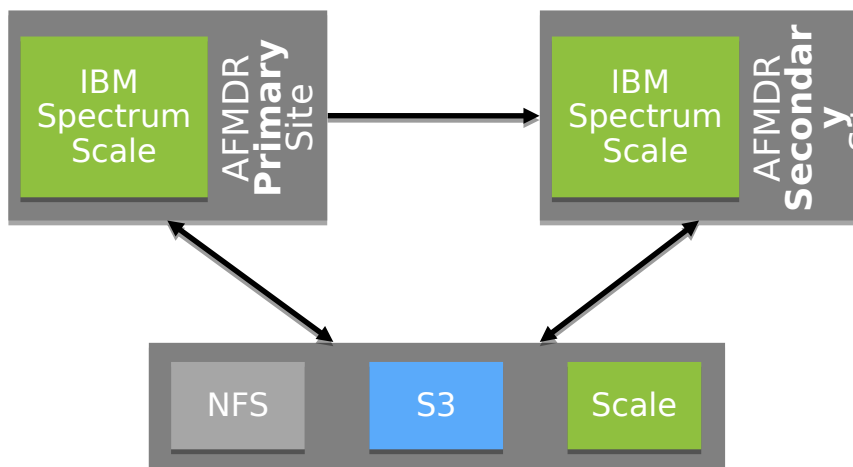 IBM
Spectrum
Scale
AFMDR
Primary
Site
IBM
Spectrum
Scale
AFMDR
Secondar
y
NFS
S3
Scale